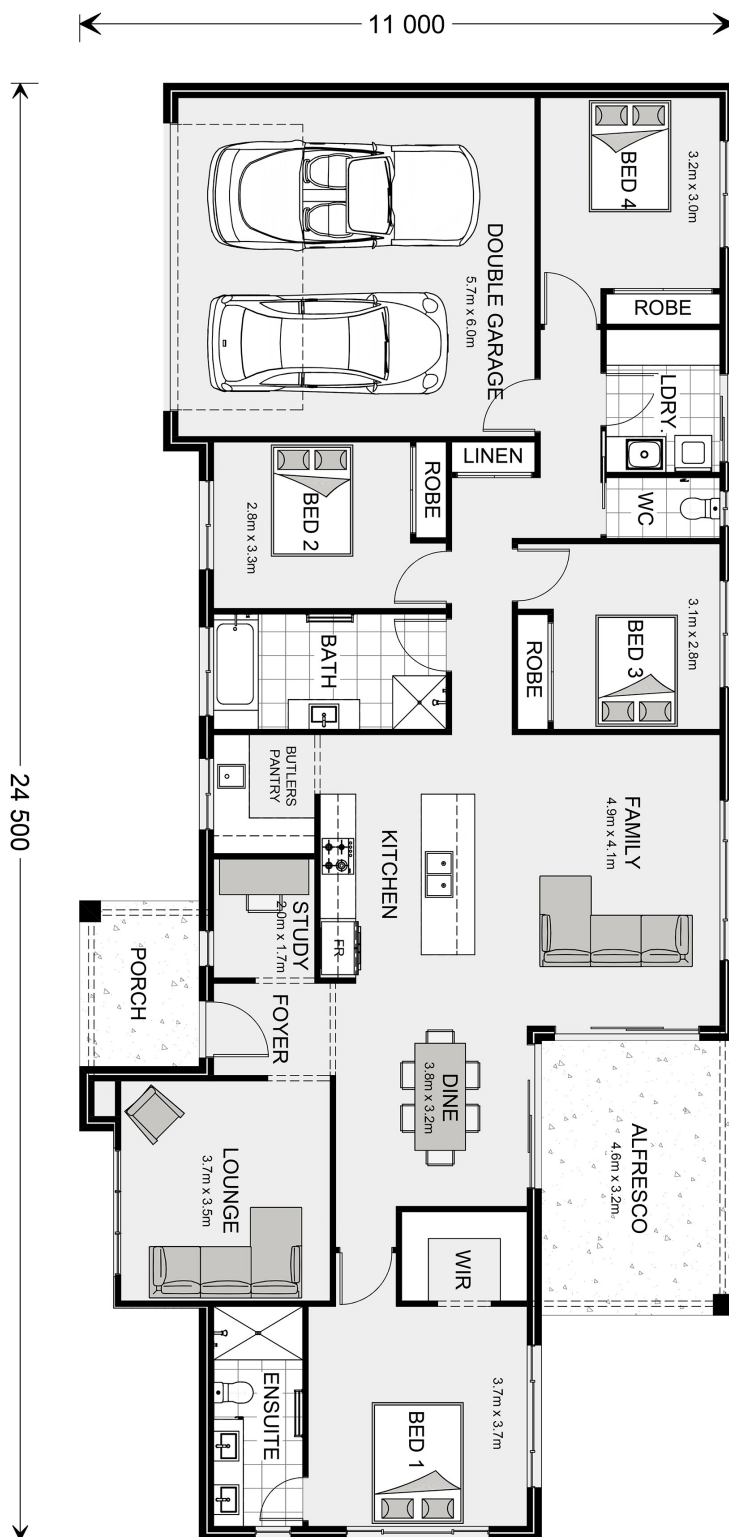 11 000
24 500
DOUBLE GARAGE
5.7m x 6.0m
BED 4
3.2m x 3.0m
ROBE
LDRY.
LINEN
WC
BED 2
2.8m x 3.3m
ROBE
BED 3
3.1m x 2.8m
ROBE
BATH
BUTLERS
PANTRY
KITCHEN
FAMILY
4.9m x 4.1m
STUDY
2.0m x 1.7m
FR
PORCH
FOYER
DINE
3.8m x 3.2m
ALFRESCO
4.6m x 3.2m
LOUNGE
3.7m x 3.5m
WIR
ENSUITE
BED 1
3.7m x 3.7m